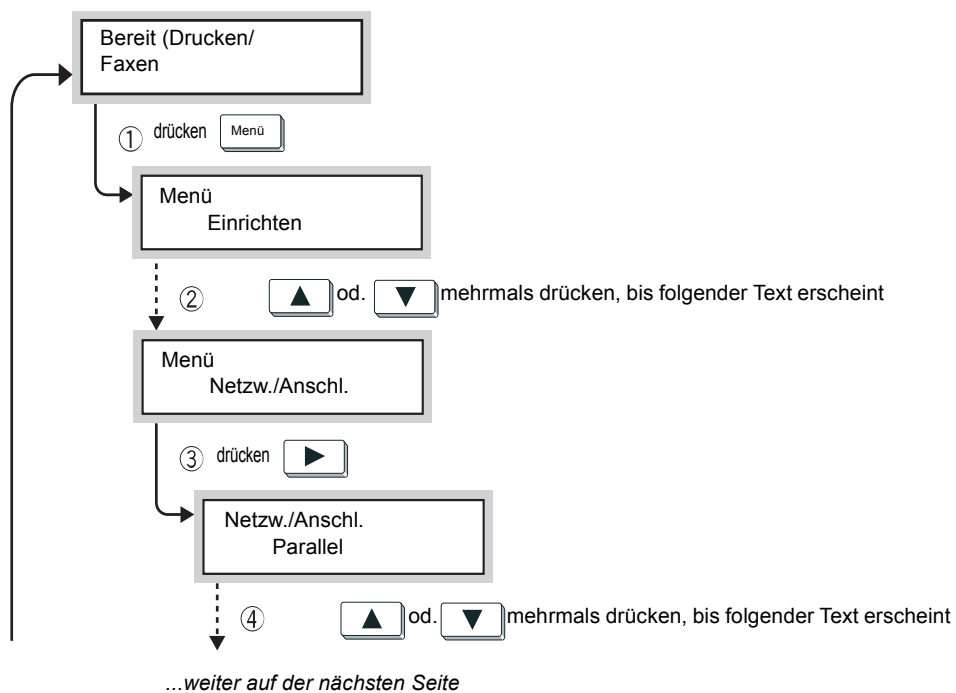 Bereit (Drucken/
Faxen
① drücken Menü
Menü
Einrichten
② ▲ od. ▼ mehrmals drücken, bis folgender Text erscheint
Menü
Netzw./Anschl.
③ drücken ▶
Netzw./Anschl.
Parallel
④ ▲ od. ▼ mehrmals drücken, bis folgender Text erscheint
...weiter auf der nächsten Seite